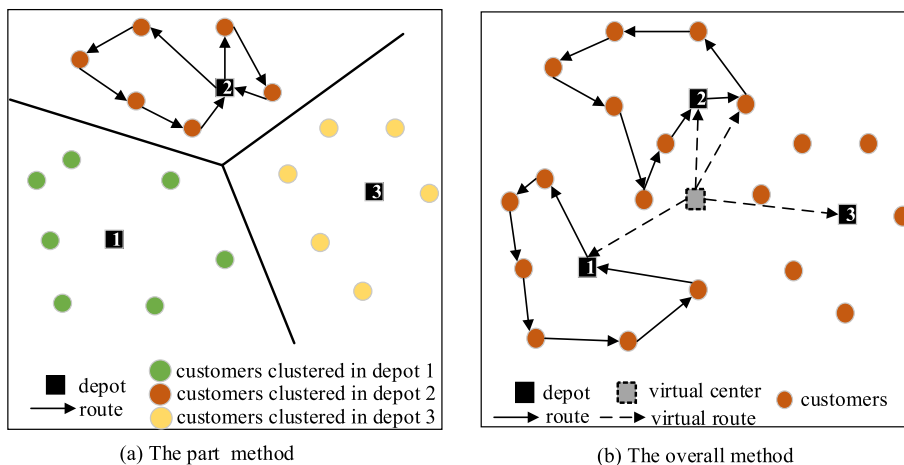 2
3
1
depot
route
customers clustered in depot 1
customers clustered in depot 2
customers clustered in depot 3
(a) The part method
2
3
1
depot
virtual center
customers
route
virtual route
(b) The overall method